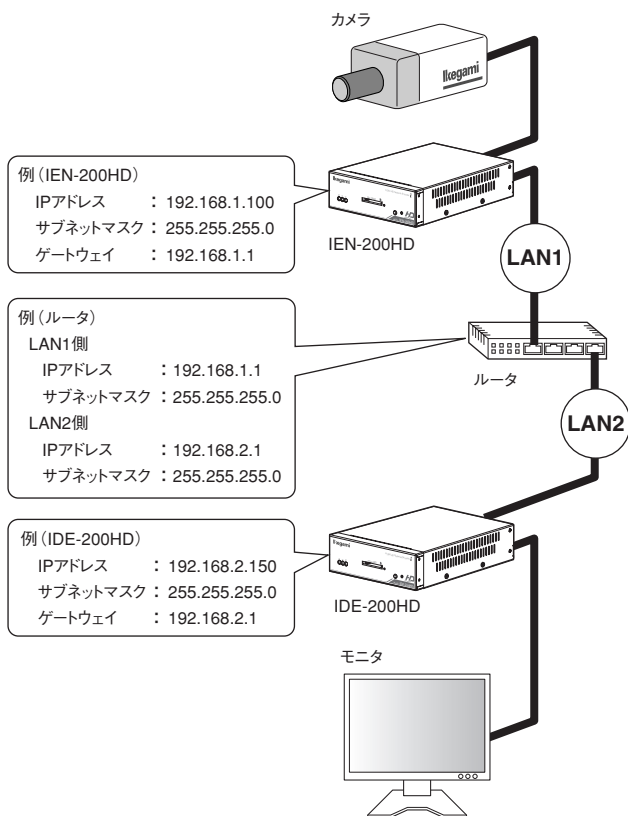 カメラ
Ikegami
例（IEN-200HD）
IPアドレス ： 192.168.1.100
サブネットマスク ： 255.255.255.0
ゲートウェイ ： 192.168.1.1
Ikegami
IEN-200HD
LAN1
例（ルータ）
LAN1側
IPアドレス ： 192.168.1.1
サブネットマスク ： 255.255.255.0
LAN2側
IPアドレス ： 192.168.2.1
サブネットマスク ： 255.255.255.0
ルータ
LAN2
例（IDE-200HD）
IPアドレス ： 192.168.2.150
サブネットマスク ： 255.255.255.0
ゲートウェイ ： 192.168.2.1
Ikegami
IDE-200HD
モニタ